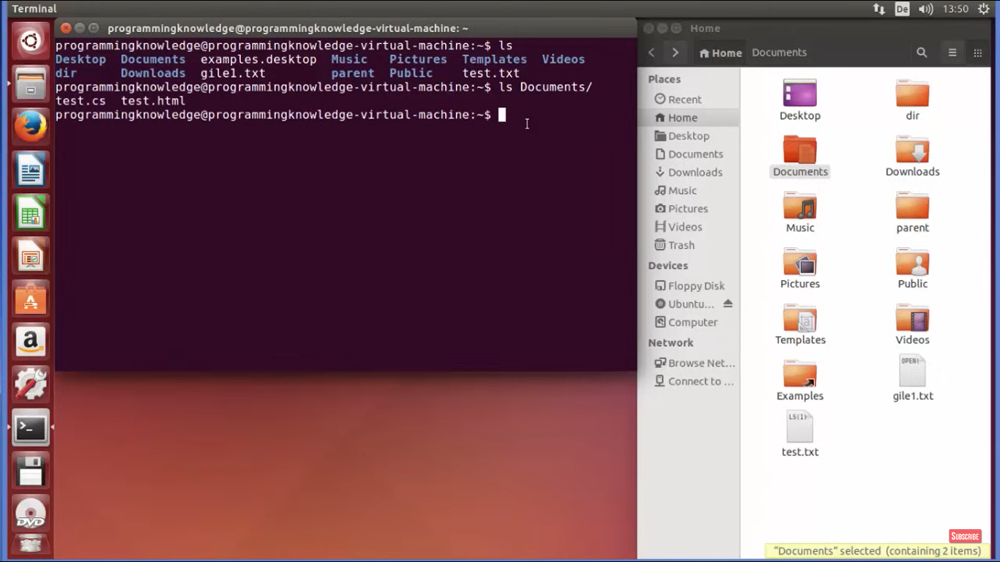 Terminal
De
13:50
programmingknowledge@programmingknowledge-virtual-machine: ~
programmingknowledge@programmingknowledge-virtual-machine:~$ ls
Desktop Documents examples.desktop Music Pictures Templates Videos
dir Downloads gile1.txt parent Public test.txt
programmingknowledge@programmingknowledge-virtual-machine:~$ ls Documents/
test.cs test.html
programmingknowledge@programmingknowledge-virtual-machine:~$
a
>_
DVD
Home
Home Documents
Places
Recent
Home
Desktop
Documents
Downloads
Music
Pictures
Videos
Trash
Devices
Floppy Disk
Ubuntu...
Computer
Network
Browse Net...
Connect to ...
Desktop
dir
Documents
Downloads
Music
parent
Pictures
Public
Templates
Videos
OPEN(
Examples
gile1.txt
LS(1)
test.txt
SUBSCRIBE
"Documents" selected (containing 2 items)